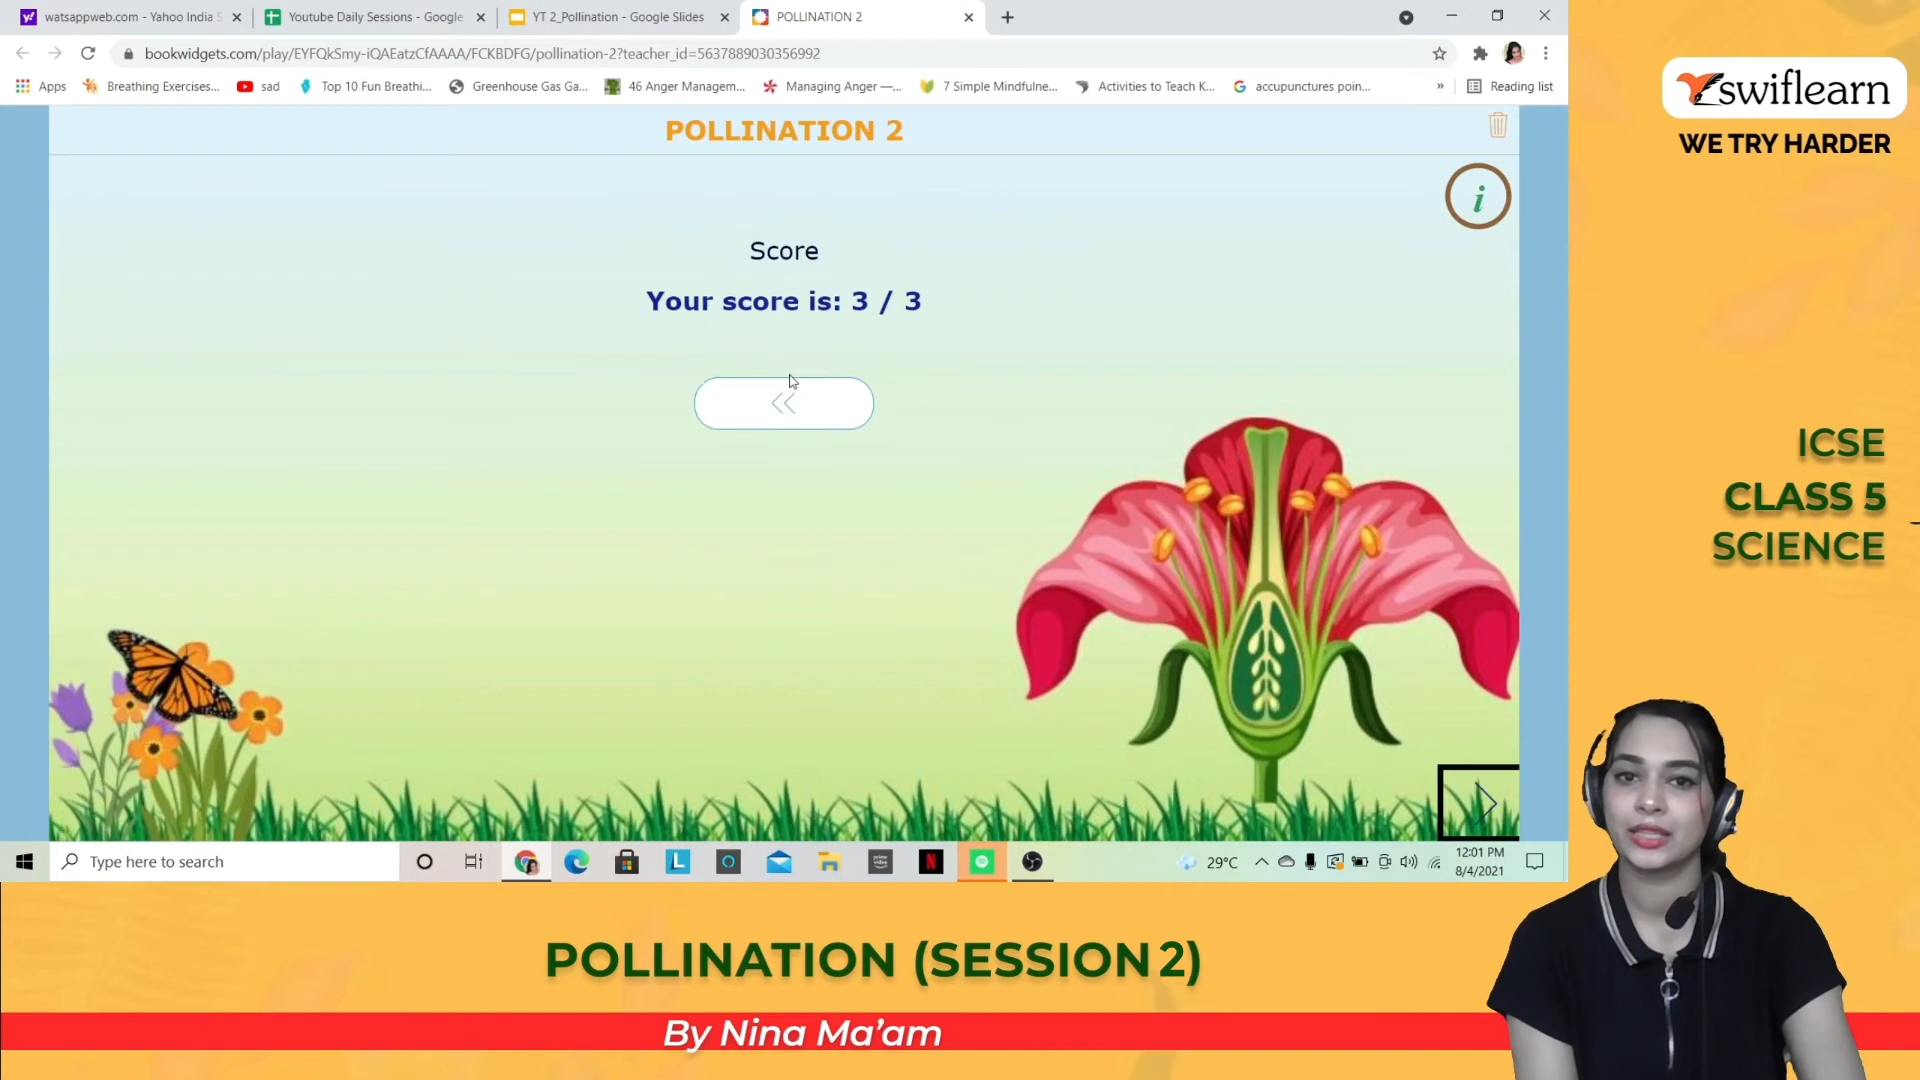 watsappweb.com - Yahoo India S
Youtube Daily Sessions - Google
YT 2_Pollination - Google Slides
POLLINATION 2
bookwidgets.com/play/EYFQkSmy-iQAEatzCfAAAA/FCKBDFG/pollination-2?teacher_id=5637889030356992
Apps
Breathing Exercises...
sad
Top 10 Fun Breathi...
Greenhouse Gas Ga...
46 Anger Managem...
Managing Anger —...
7 Simple Mindfulne...
Activities to Teach K...
accupunctures poin...
»
Reading list
swiflearn
WE TRY HARDER
POLLINATION 2
i
Score
Your score is: 3 / 3
ICSE
CLASS 5
SCIENCE
Type here to search
29°C
12:01 PM
8/4/2021
POLLINATION (SESSION 2)
By Nina Ma'am